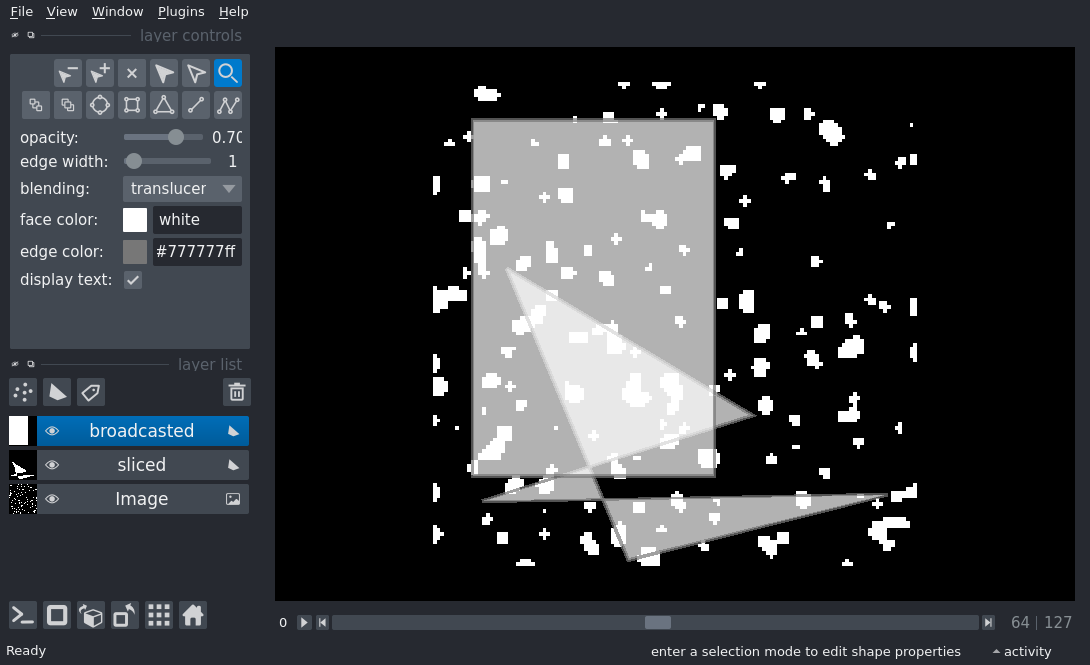 File View Window Plugins Help
layer controls
opacity: 0.70
edge width: 1
blending: translucer
face color: white
edge color: #777777ff
display text:
layer list
broadcasted
sliced
Image
0 64 | 127
Ready enter a selection mode to edit shape properties activity